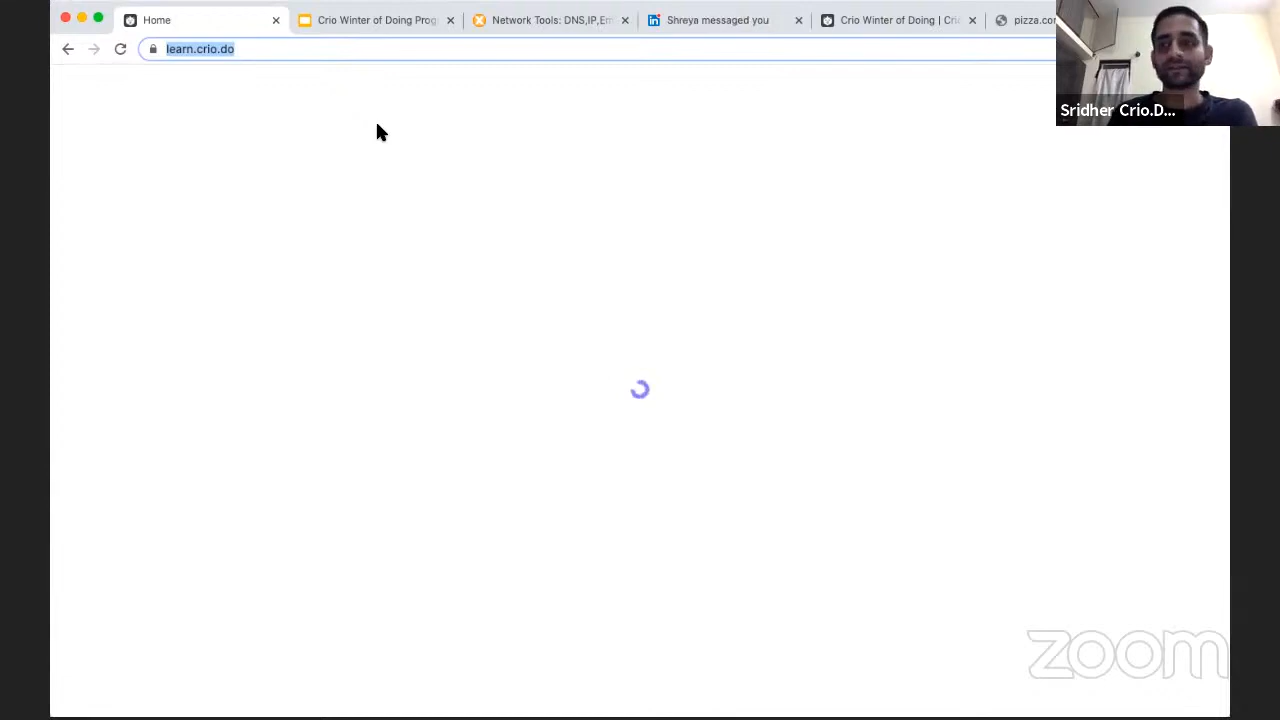 Home
Crio Winter of Doing Prog
Network Tools: DNS,IP,Em
Shreya messaged you
Crio Winter of Doing | Cri
pizza.co
learn.crio.do
Sridher Crio.D...
zoom